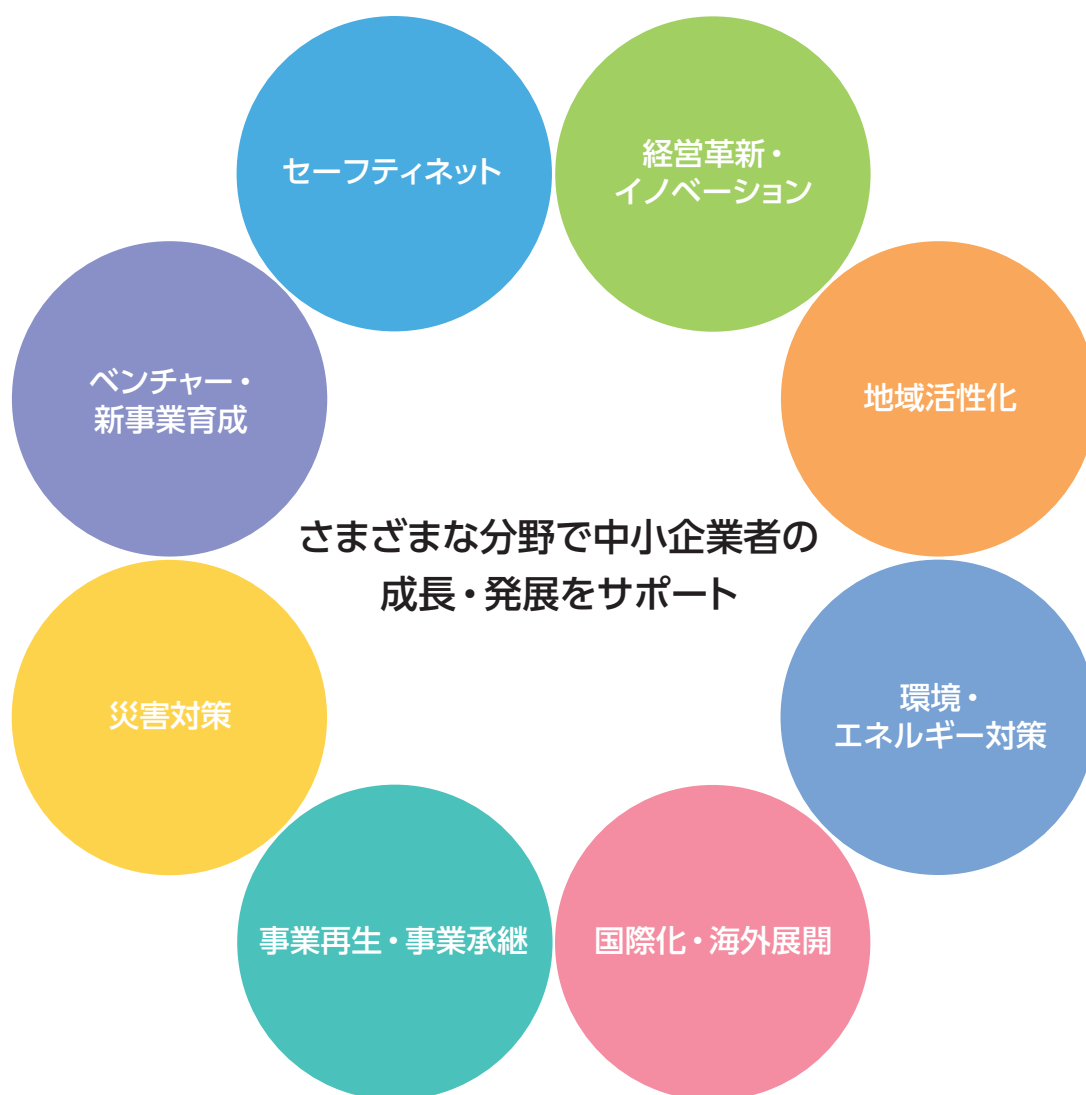 セーフティネット
経営革新・
イノベーション
ベンチャー・
新事業育成
地域活性化
さまざまな分野で中小企業者の
成長・発展をサポート
災害対策
環境・
エネルギー対策
事業再生・事業承継
国際化・海外展開